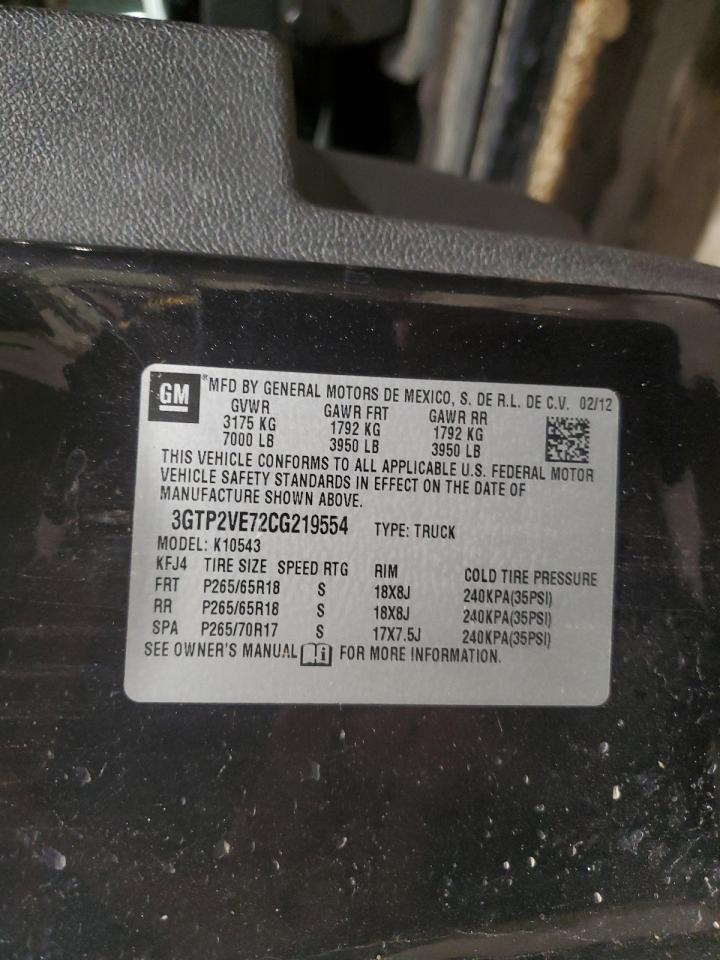 GM
®MFD BY GENERAL MOTORS DE MEXICO, S. DE R.L. DE C.V. 02/12
GVWR GAWR FRT GAWR RR
3175 KG 1792 KG 1792 KG
7000 LB 3950 LB 3950 LB
THIS VEHICLE CONFORMS TO ALL APPLICABLE U.S. FEDERAL MOTOR
VEHICLE SAFETY STANDARDS IN EFFECT ON THE DATE OF
MANUFACTURE SHOWN ABOVE.
3GTP2VE72CG219554 TYPE: TRUCK
MODEL: K10543
KFJ4 TIRE SIZE SPEED RTG RIM COLD TIRE PRESSURE
FRT P265/65R18 S 18X8J 240KPA(35PSI)
RR P265/65R18 S 18X8J 240KPA(35PSI)
SPA P265/70R17 S 17X7.5J 240KPA(35PSI)
SEE OWNER'S MANUAL FOR MORE INFORMATION.